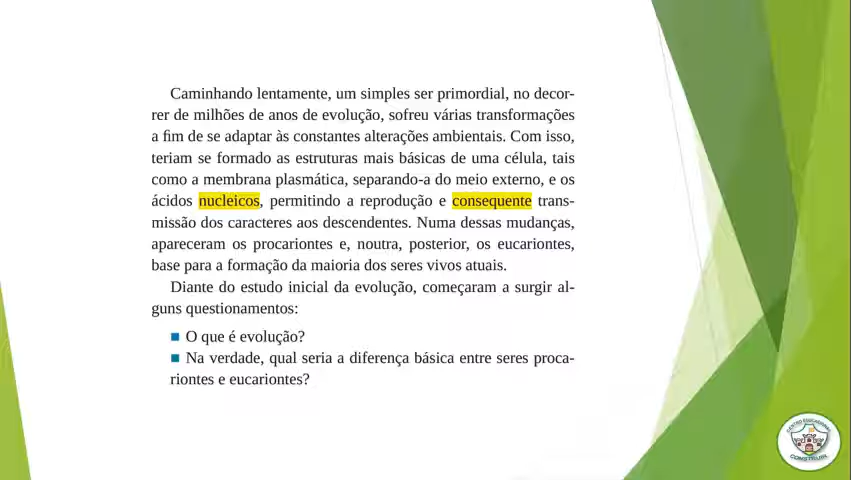 Caminhando lentamente, um simples ser primordial, no decor-
rer de milhões de anos de evolução, sofreu várias transformações
a fim de se adaptar às constantes alterações ambientais. Com isso,
teriam se formado as estruturas mais básicas de uma célula, tais
como a membrana plasmática, separando-a do meio externo, e os
ácidos nucleicos, permitindo a reprodução e consequente trans-
missão dos caracteres aos descendentes. Numa dessas mudanças,
apareceram os procariontes e, noutra, posterior, os eucariontes,
base para a formação da maioria dos seres vivos atuais.
Diante do estudo inicial da evolução, começaram a surgir al-
guns questionamentos:
■ O que é evolução?
■ Na verdade, qual seria a diferença básica entre seres proca-
riontes e eucariontes?
CENTRO EDUCACIONAL
CONSTRUIR